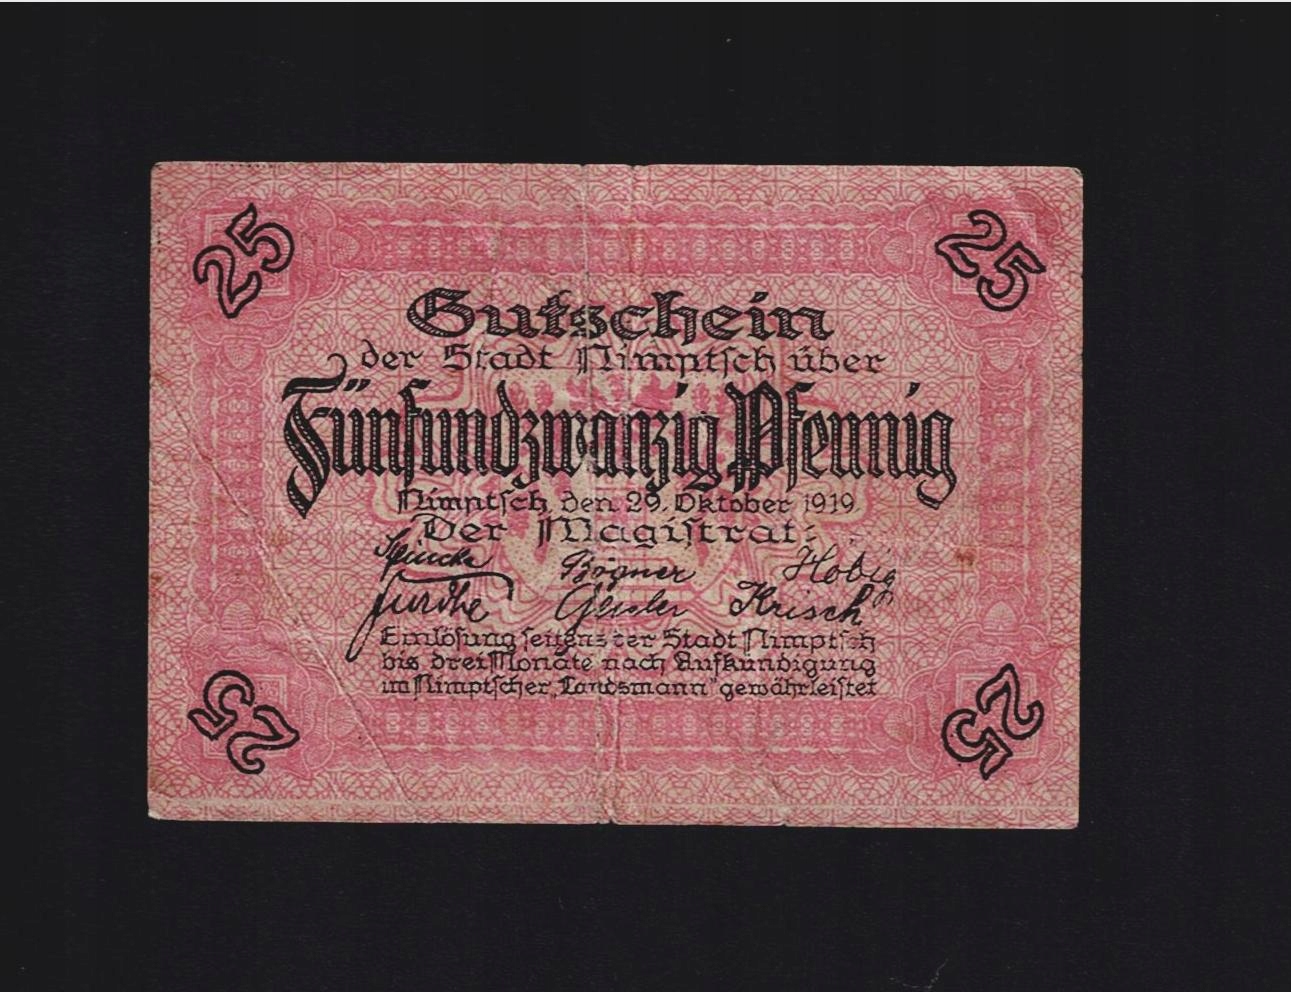 25 25
Gutschein
der Stadt Nimptsch über
Fünfundzwanzig Pfennig
Nimptsch, den 29. Oktober 1919
Der Magistrat:
Bögner Hobig
Geisler Krisch
Einlösung seitens der Stadt Nimptsch
bis drei Monate nach Aufkündigung
im Nimptscher „Landsmann" gewährleistet
25 25